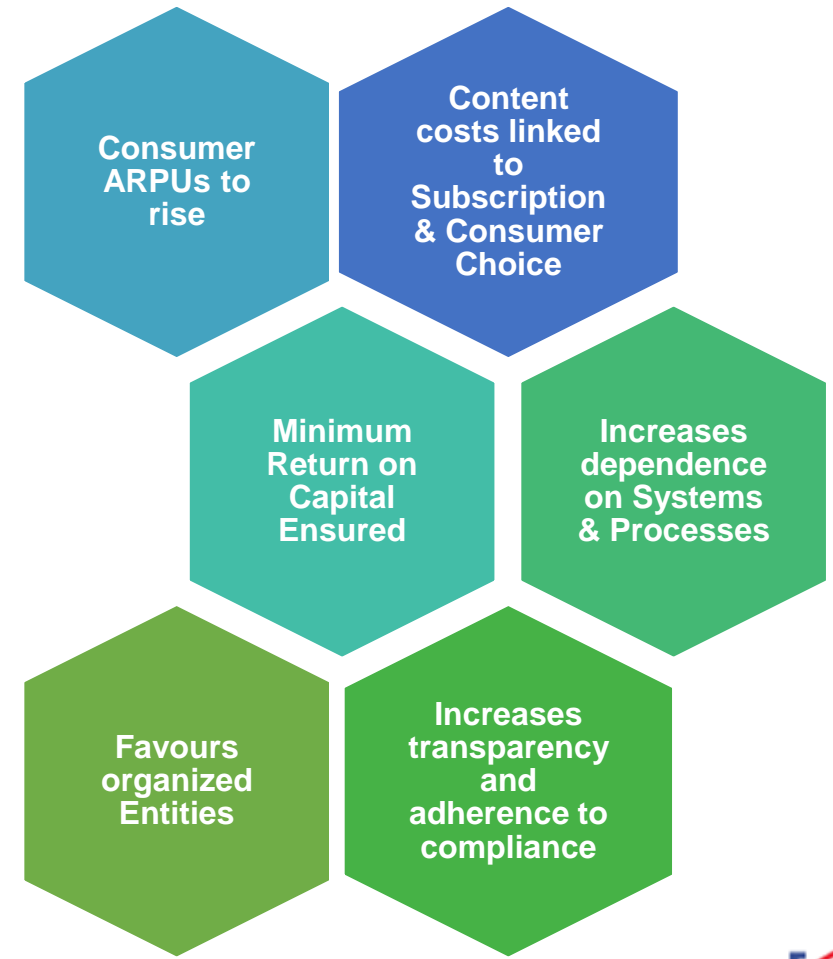 Consumer
ARPUs to
rise
Content
costs linked
to
Subscription
& Consumer
Choice
Minimum
Return on
Capital
Ensured
Increases
dependence
on Systems
& Processes
Favours
organized
Entities
Increases
transparency
and
adherence to
compliance